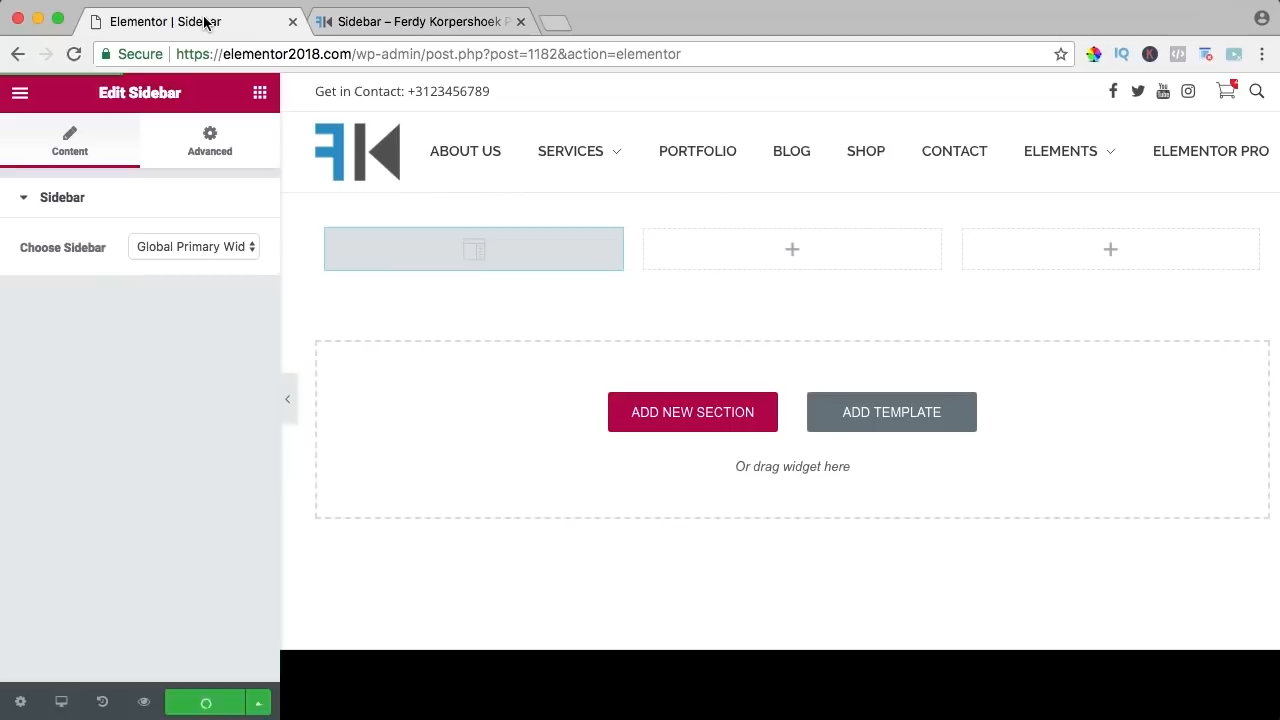 Elementor | Sidebar
Sidebar – Ferdy Korpershoek P
Secure
https://elementor2018.com/wp-admin/post.php?post=1182&action=elementor
Edit Sidebar
Content
Advanced
Sidebar
Choose Sidebar
Global Primary Wid
Get in Contact: +3123456789
FK
ABOUT US
SERVICES
PORTFOLIO
BLOG
SHOP
CONTACT
ELEMENTS
ELEMENTOR PRO
ADD NEW SECTION
ADD TEMPLATE
Or drag widget here